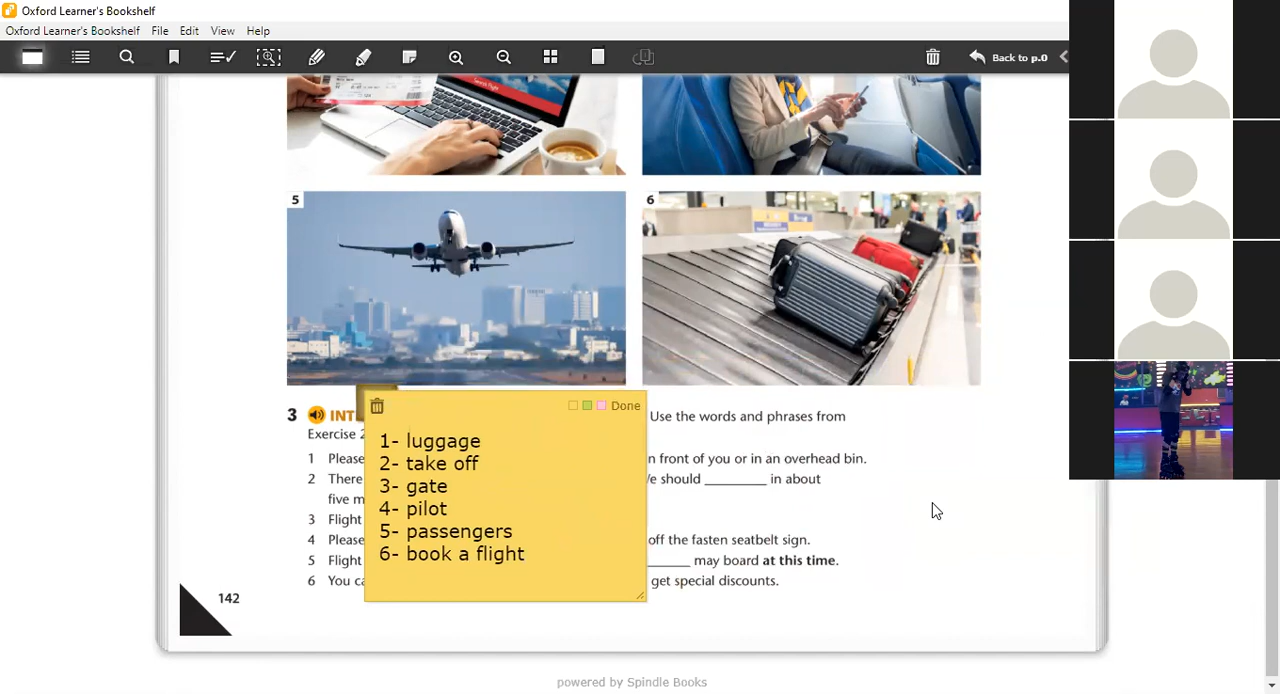 Oxford Learner's Bookshelf
Oxford Learner's Bookshelf File Edit View Help
Back to p.0
5
6
3 INT Use the words and phrases from
Exercise 2
1 Please n front of you or in an overhead bin.
2 There e should ________ in about
five m
3 Flight
4 Please off the fasten seatbelt sign.
5 Flight ________ may board at this time.
6 You ca get special discounts.
Done
1- luggage
2- take off
3- gate
4- pilot
5- passengers
6- book a flight
142
powered by Spindle Books